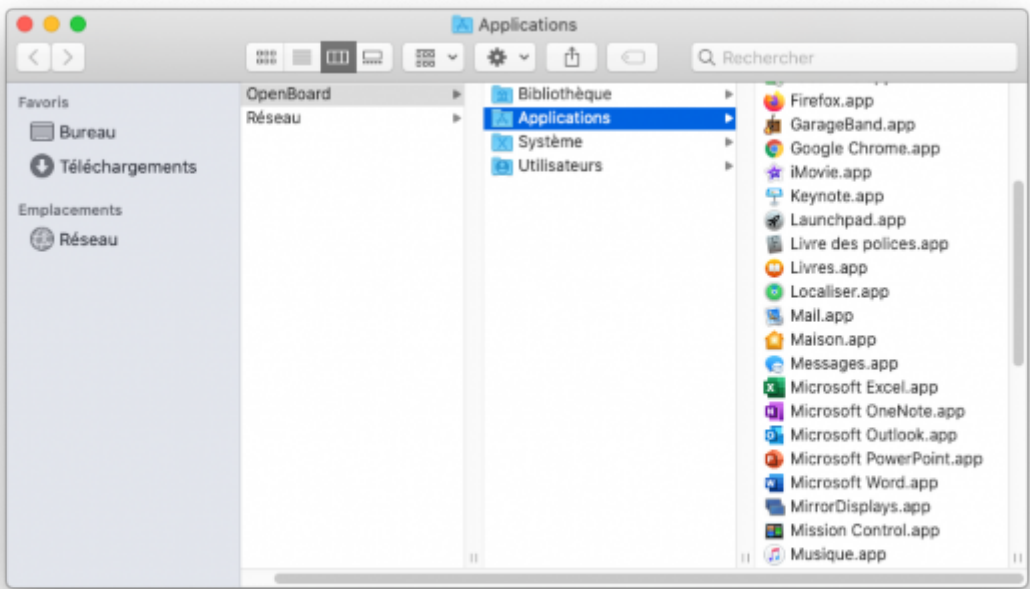 Applications
Rechercher
Favoris
Bureau
Téléchargements
Emplacements
Réseau
OpenBoard
Réseau
Bibliothèque
Applications
Système
Utilisateurs
Firefox.app
GarageBand.app
Google Chrome.app
iMovie.app
Keynote.app
Launchpad.app
Livre des polices.app
Livres.app
Localiser.app
Mail.app
Maison.app
Messages.app
Microsoft Excel.app
Microsoft OneNote.app
Microsoft Outlook.app
Microsoft PowerPoint.app
Microsoft Word.app
MirrorDisplays.app
Mission Control.app
Musique.app